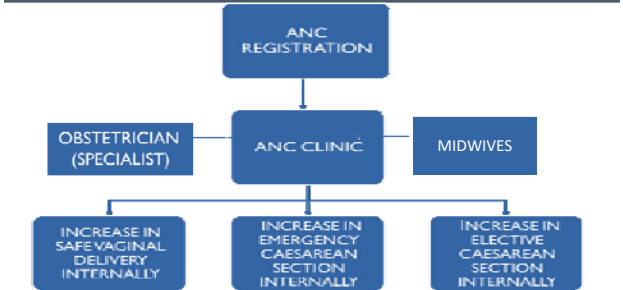 ANC
REGISTRATION
OBSTETRICIAN
(SPECIALIST)
ANC CLINIC
MIDWIVES
INCREASE IN
SAFE VAGINAL
DELIVERY
INTERNALLY
INCREASE IN
EMERGENCY
CAESAREAN
SECTION
INTERNALLY
INCREASE IN
ELECTIVE
CAESAREAN
SECTION
INTERNALLY